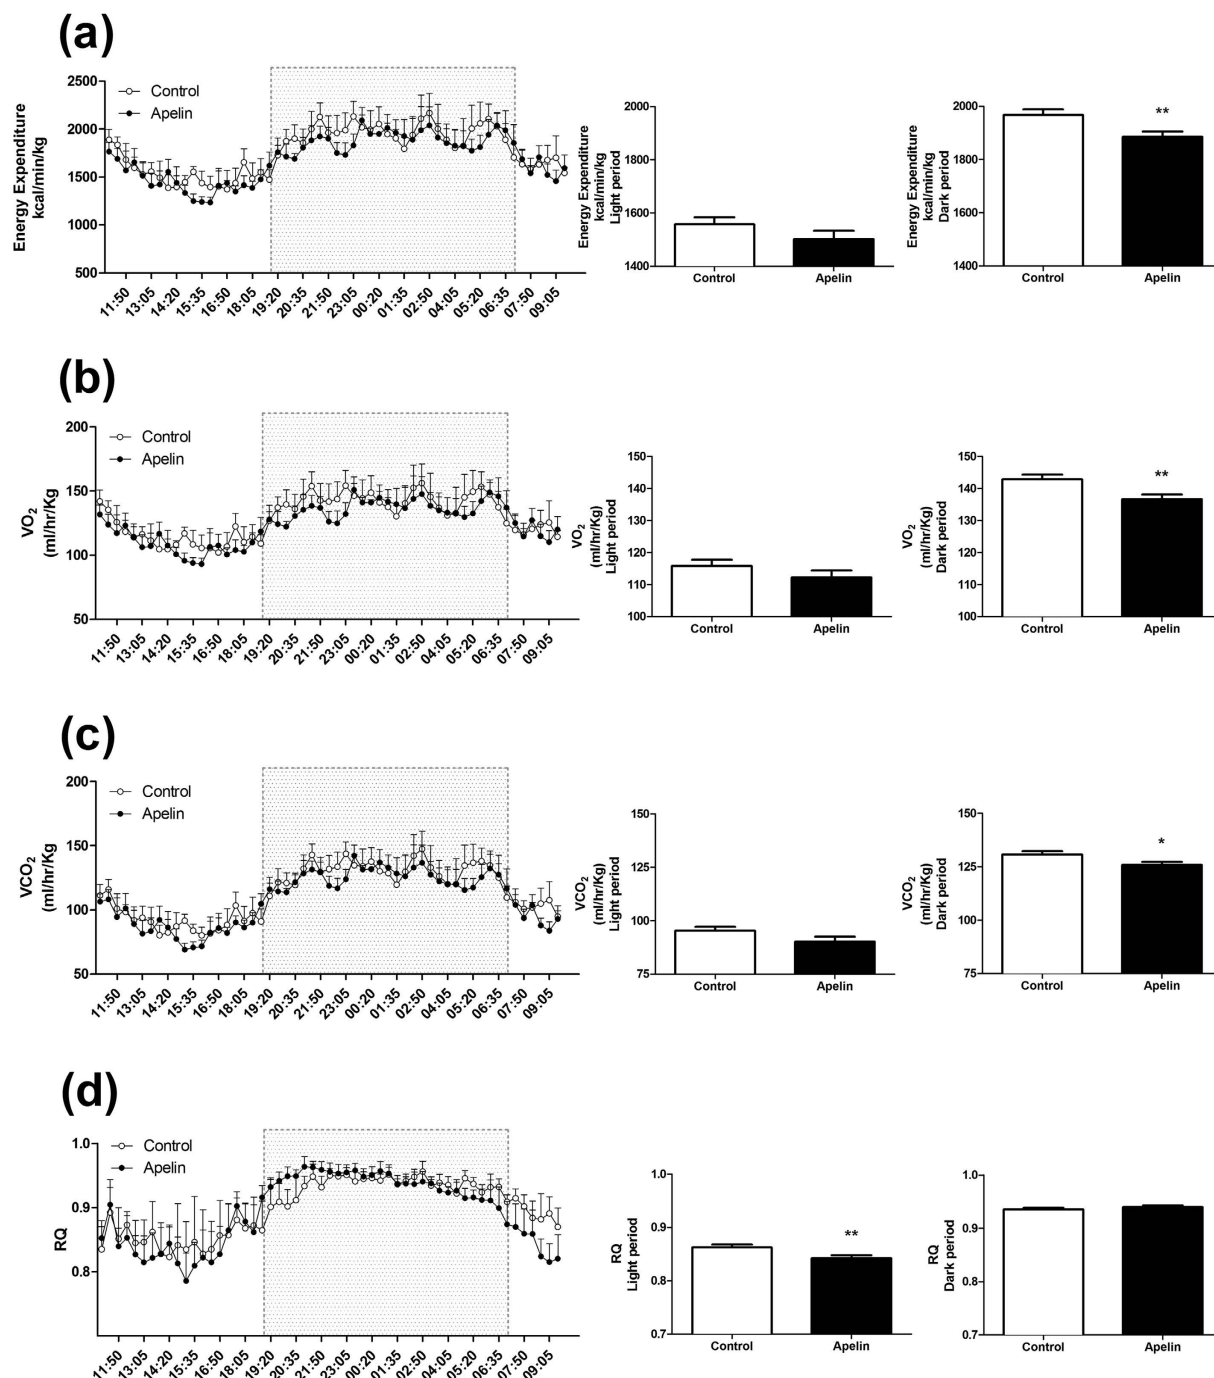 (a)
Control
Apelin
Energy Expenditure
kcal/min/kg
2500
2000
1500
1000
500
11:50 13:05 14:20 15:35 16:50 18:05 19:20 20:35 21:50 23:05 00:20 01:35 02:50 04:05 05:20 06:35 07:50 09:05
Energy Expenditure
kcal/min/kg
Light period
2000
1800
1600
1400
Control Apelin
Energy Expenditure
kcal/min/kg
Dark period
2000
1800
1600
1400
**
Control Apelin
(b)
Control
Apelin
VO2
(ml/hr/Kg)
200
150
100
50
11:50 13:05 14:20 15:35 16:50 18:05 19:20 20:35 21:50 23:05 00:20 01:35 02:50 04:05 05:20 06:35 07:50 09:05
VO2
(ml/hr/Kg)
Light period
150
140
130
120
110
100
Control Apelin
VO2
(ml/hr/Kg)
Dark period
150
140
130
120
110
100
**
Control Apelin
(c)
Control
Apelin
VCO2
(ml/hr/Kg)
200
150
100
50
11:50 13:05 14:20 15:35 16:50 18:05 19:20 20:35 21:50 23:05 00:20 01:35 02:50 04:05 05:20 06:35 07:50 09:05
VCO2
(ml/hr/Kg)
Light period
150
125
100
75
Control Apelin
VCO2
(ml/hr/Kg)
Dark period
150
125
100
75
*
Control Apelin
(d)
Control
Apelin
RQ
1.0
0.9
0.8
11:50 13:05 14:20 15:35 16:50 18:05 19:20 20:35 21:50 23:05 00:20 01:35 02:50 04:05 05:20 06:35 07:50 09:05
RQ
Light period
1.0
0.9
0.8
0.7
**
Control Apelin
RQ
Dark period
1.0
0.9
0.8
0.7
Control Apelin